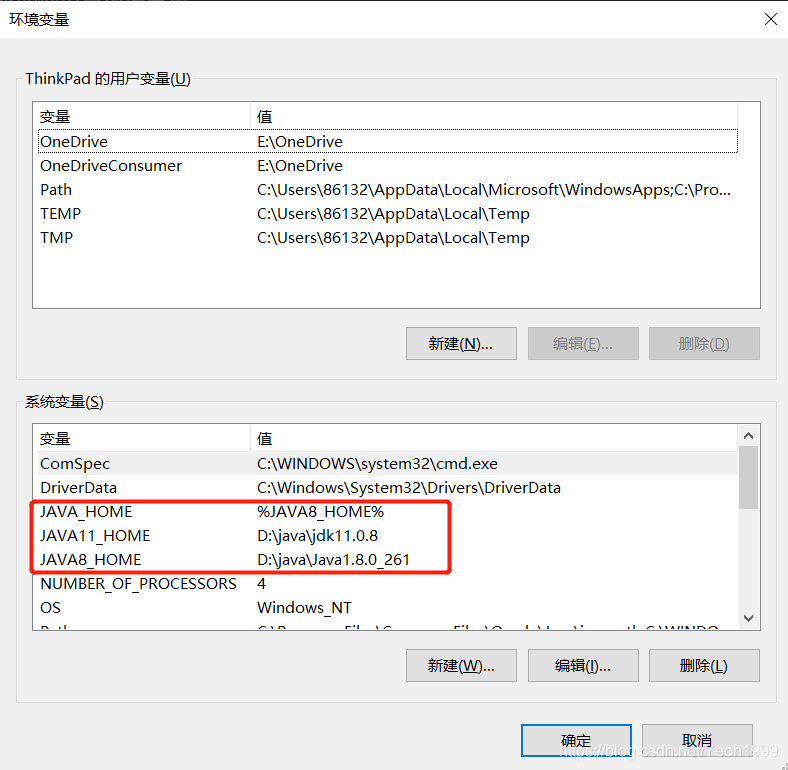 环境变量
ThinkPad 的用户变量(U)
变量 值
OneDrive E:\OneDrive
OneDriveConsumer E:\OneDrive
Path C:\Users\86132\AppData\Local\Microsoft\WindowsApps;C:\Pro...
TEMP C:\Users\86132\AppData\Local\Temp
TMP C:\Users\86132\AppData\Local\Temp
新建(N)... 编辑(E)... 删除(D)
系统变量(S)
变量 值
ComSpec C:\WINDOWS\system32\cmd.exe
DriverData C:\Windows\System32\Drivers\DriverData
JAVA_HOME %JAVA8_HOME%
JAVA11_HOME D:\java\jdk11.0.8
JAVA8_HOME D:\java\Java1.8.0_261
NUMBER_OF_PROCESSORS 4
OS Windows_NT
新建(W)... 编辑(I)... 删除(L)
确定 取消
https://blog.csdn.net/Yeoh1999